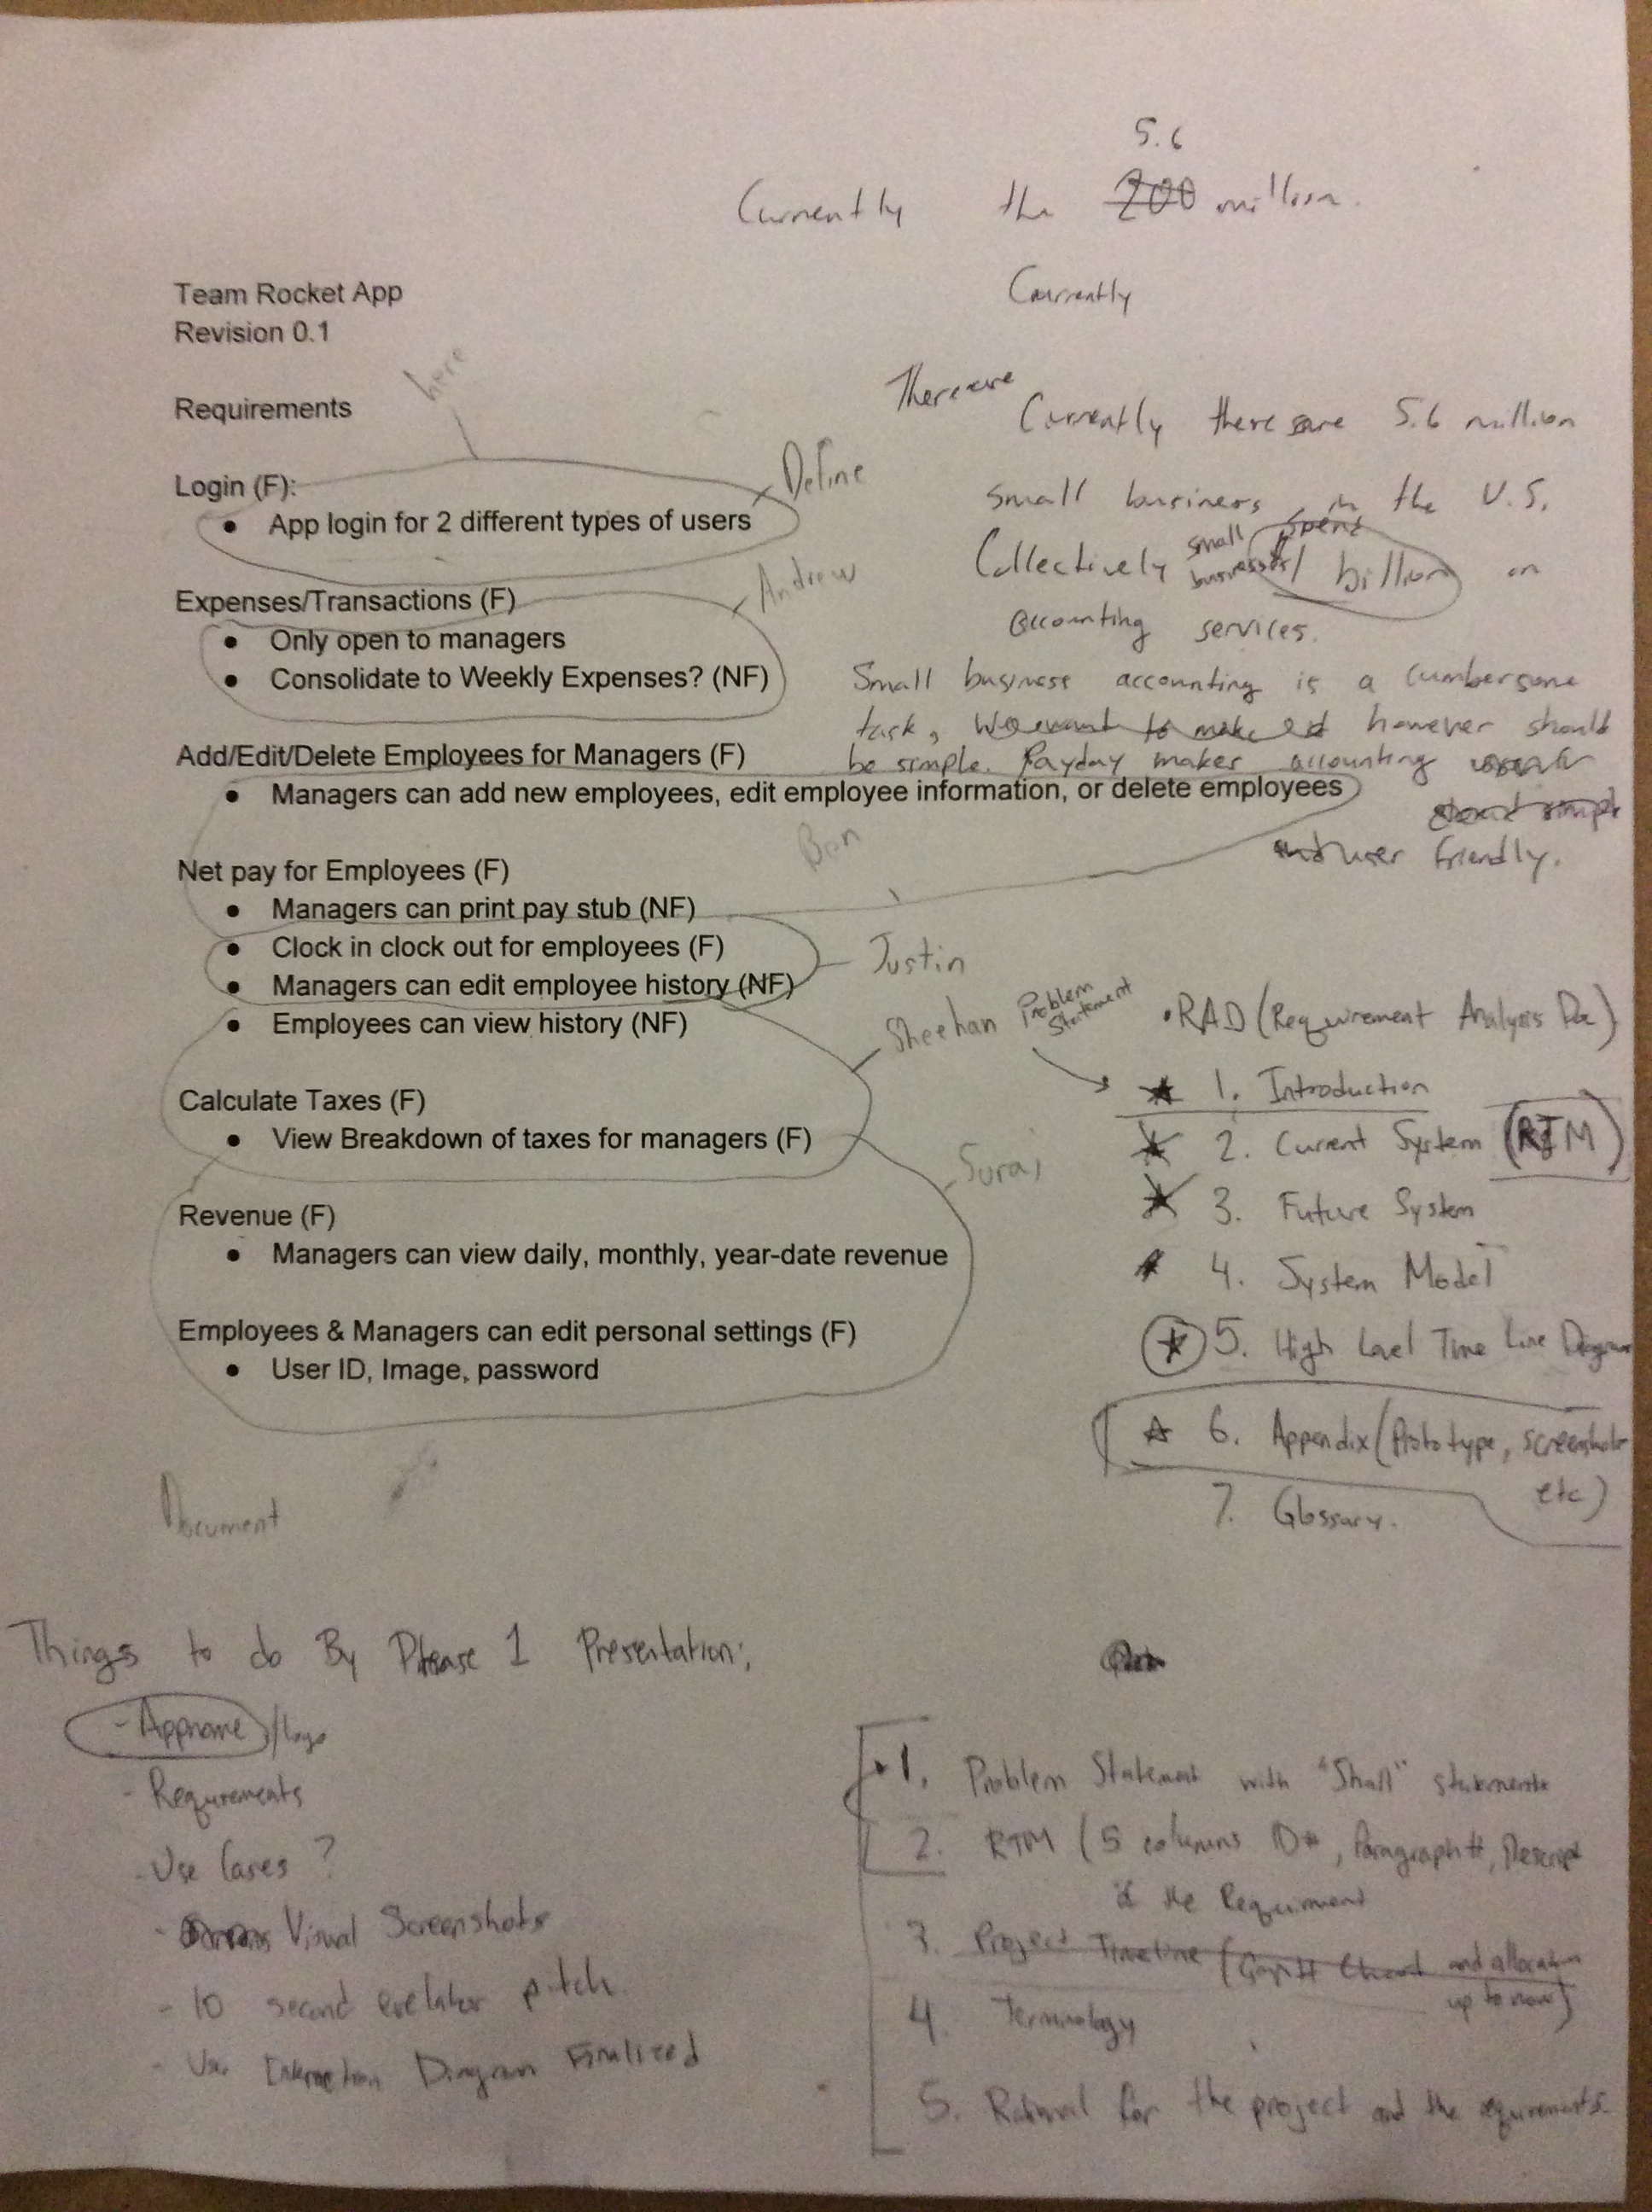 5.6
Currently the 200 million.
Currently
Team Rocket App
Revision 0.1
Requirements
here
There are
Currently there are 5.6 million
small business in the U.S.
Collectively small businesses spend billion on
accounting services.
Small business accounting is a cumbersome
task, We want to make it however should
be simple. Payday makes accounting
and user friendly.
Login (F):
Define
• App login for 2 different types of users
Andrew
Expenses/Transactions (F)
• Only open to managers
• Consolidate to Weekly Expenses? (NF)
Add/Edit/Delete Employees for Managers (F)
• Managers can add new employees, edit employee information, or delete employees
Ban
Net pay for Employees (F)
• Managers can print pay stub (NF)
• Clock in clock out for employees (F)
Justin
• Managers can edit employee history (NF)
• Employees can view history (NF)
Sheehan
Calculate Taxes (F)
• View Breakdown of taxes for managers (F)
Suraj
Revenue (F)
• Managers can view daily, monthly, year-date revenue
Employees & Managers can edit personal settings (F)
• User ID, Image, password
Problem
Statement
• RAD (Requirement Analysis Doc)
1. Introduction
2. Current System (RTM)
3. Future System
4. System Model
5. High Level Time Line Diagram
6. Appendix (Prototype, screenshots
etc)
7. Glossary.
Document
Things to do By Phase 1 Presentation:
- Appname/logo
- Requirements
- Use Cases ?
- Visual Screenshots
- 10 second evelator pitch
- User Interaction Diagram Finalized
1. Problem Statement with "Shall" statements
2. RTM (5 columns ID#, Paragraph#, Descript
of the Requirment
3. Project Timeline (Gantt Chart and allocation
up to now)
4. Terminology
5. Rational for the project and the requirements.